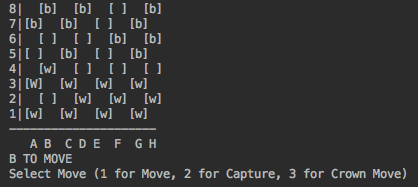 8|  [b]  [b]  [ ]  [b]
7|[b]  [b]  [ ]  [b]
6|  [ ]  [ ]  [b]  [b]
5|[ ]  [b]  [ ]  [b]
4|  [w]  [ ]  [ ]  [ ]
3|[W]  [w]  [w]  [w]
2|  [ ]  [w]  [w]  [w]
1|[w]  [w]  [w]  [w]
_____________________
   A B  C D E  F  G H
B TO MOVE
Select Move (1 for Move, 2 for Capture, 3 for Crown Move)